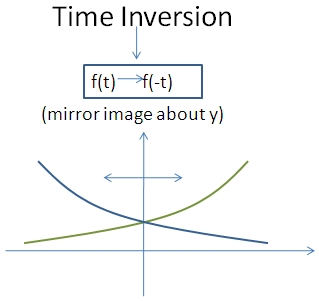 Time Inversion
f(t) → f(-t)
(mirror image about y)